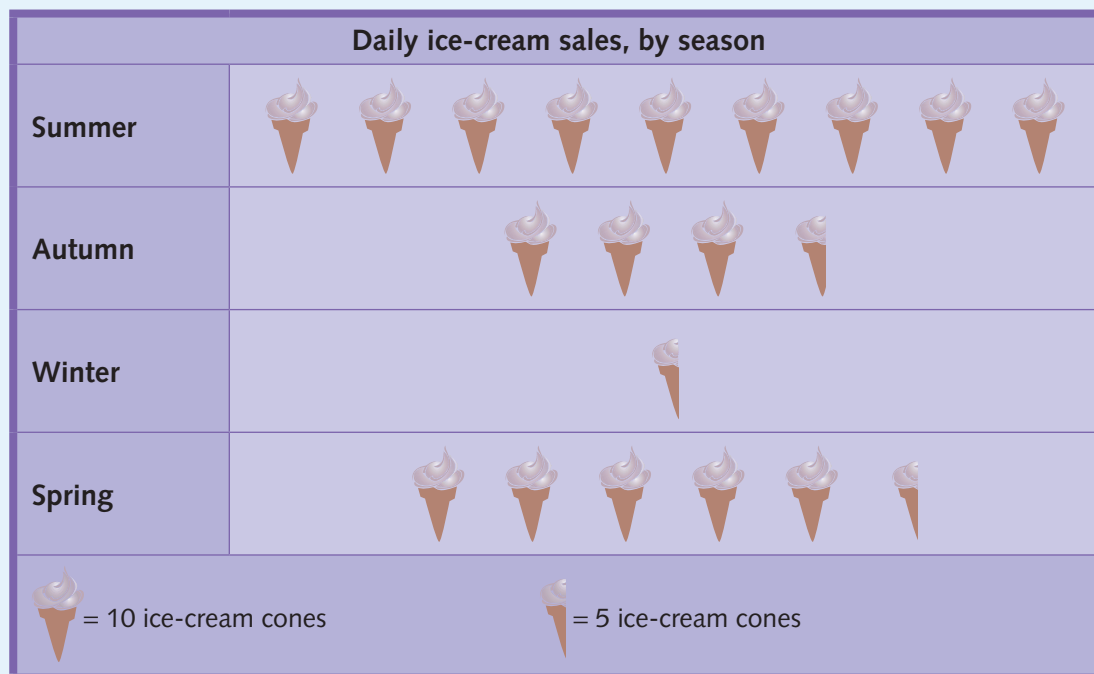 Daily ice-cream sales, by season
Summer
Autumn
Winter
Spring
= 10 ice-cream cones
= 5 ice-cream cones